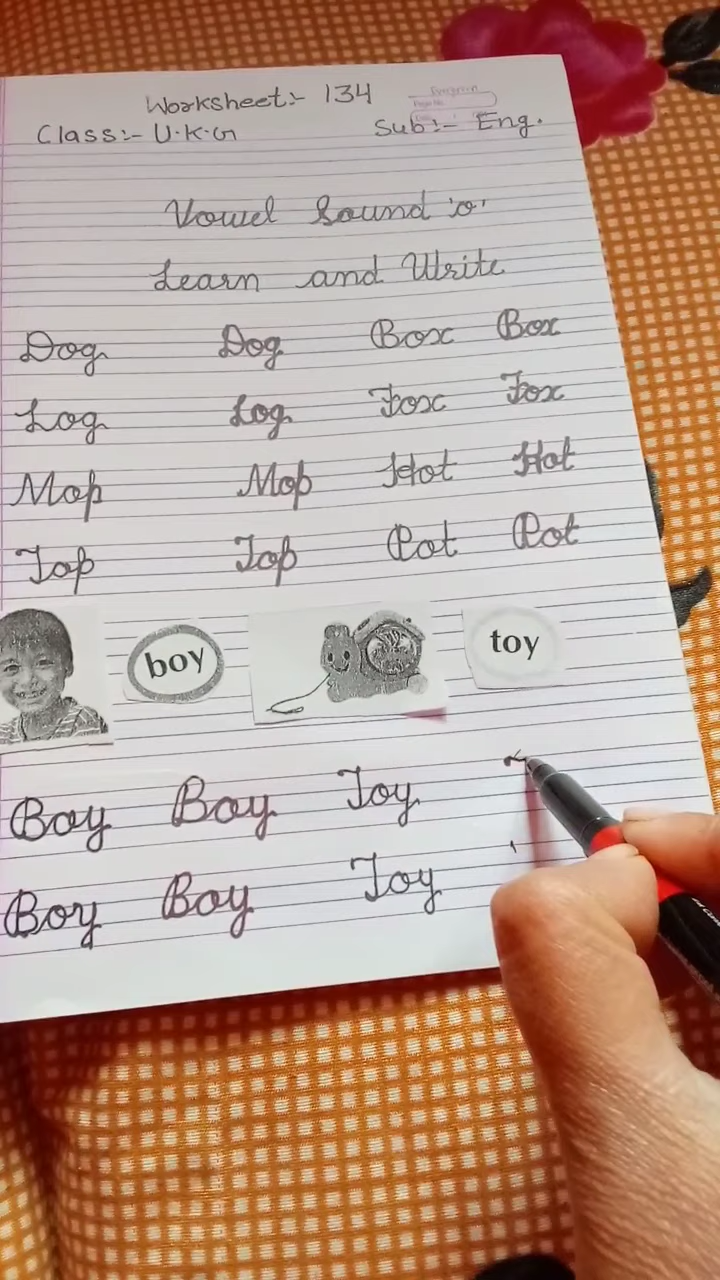 Worksheet:- 134
Class:- U.K.G Sub:- Eng.
Vowel Sound 'o'
Learn and Write
Dog Dog Box Box
Log Log Fox Fox
Mop Mop Hot Hot
Top Top Pot Pot
boy toy
Boy Boy Toy
Boy Boy Toy